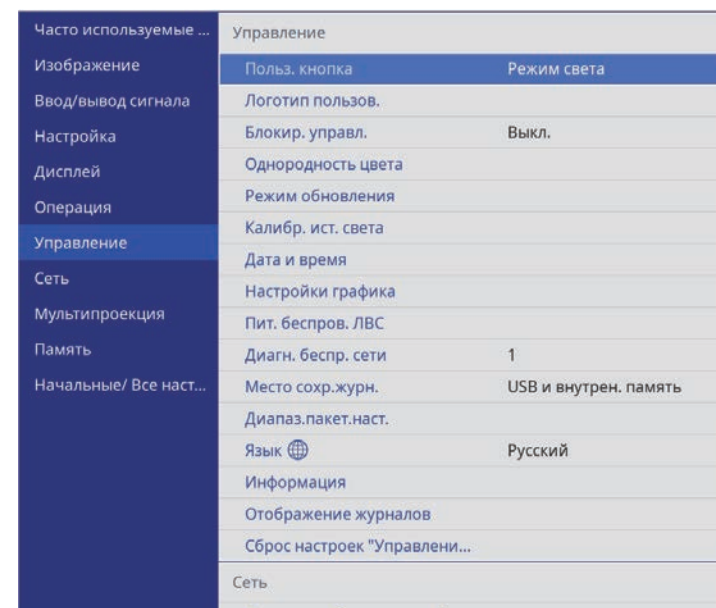 Часто используемые ...
Изображение
Ввод/вывод сигнала
Настройка
Дисплей
Операция
Управление
Сеть
Мультипроекция
Память
Начальные/ Все наст...
Управление
Польз. кнопка Режим света
Логотип пользов.
Блокир. управл. Выкл.
Однородность цвета
Режим обновления
Калибр. ист. света
Дата и время
Настройки графика
Пит. беспров. ЛВС
Диагн. беспр. сети 1
Место сохр.журн. USB и внутрен. память
Диапаз.пакет.наст.
Язык Русский
Информация
Отображение журналов
Сброс настроек "Управлени...
Сеть